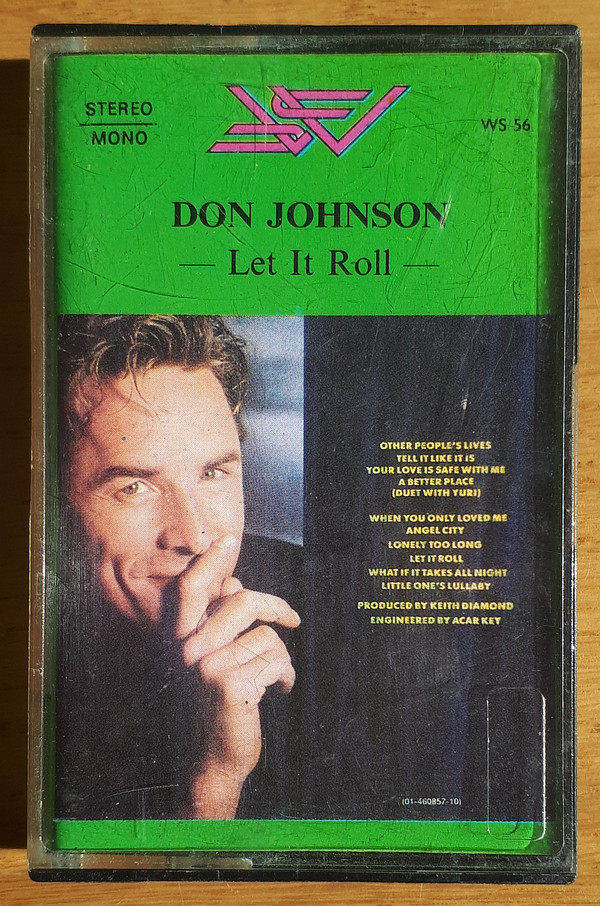 STEREO
MONO
WS 56
DON JOHNSON
— Let It Roll —
OTHER PEOPLE'S LIVES
TELL IT LIKE IT IS
YOUR LOVE IS SAFE WITH ME
A BETTER PLACE
(DUET WITH YURI)
WHEN YOU ONLY LOVED ME
ANGEL CITY
LONELY TOO LONG
LET IT ROLL
WHAT IF IT TAKES ALL NIGHT
LITTLE ONE'S LULLABY
PRODUCED BY KEITH DIAMOND
ENGINEERED BY ACAR KEY
(01-460857-10)